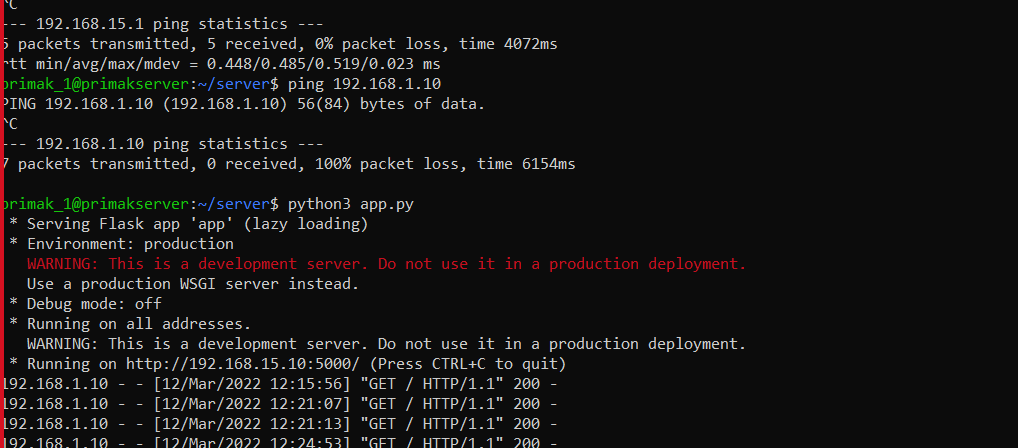 ^C
--- 192.168.15.1 ping statistics ---
5 packets transmitted, 5 received, 0% packet loss, time 4072ms
rtt min/avg/max/mdev = 0.448/0.485/0.519/0.023 ms
primak_1@primakserver:~/server$ ping 192.168.1.10
PING 192.168.1.10 (192.168.1.10) 56(84) bytes of data.
^C
--- 192.168.1.10 ping statistics ---
7 packets transmitted, 0 received, 100% packet loss, time 6154ms
primak_1@primakserver:~/server$ python3 app.py
* Serving Flask app 'app' (lazy loading)
* Environment: production
WARNING: This is a development server. Do not use it in a production deployment.
Use a production WSGI server instead.
* Debug mode: off
* Running on all addresses.
WARNING: This is a development server. Do not use it in a production deployment.
* Running on http://192.168.15.10:5000/ (Press CTRL+C to quit)
192.168.1.10 - - [12/Mar/2022 12:15:56] "GET / HTTP/1.1" 200 -
192.168.1.10 - - [12/Mar/2022 12:21:07] "GET / HTTP/1.1" 200 -
192.168.1.10 - - [12/Mar/2022 12:21:13] "GET / HTTP/1.1" 200 -
192.168.1.10 - - [12/Mar/2022 12:24:53] "GET / HTTP/1.1" 200 -